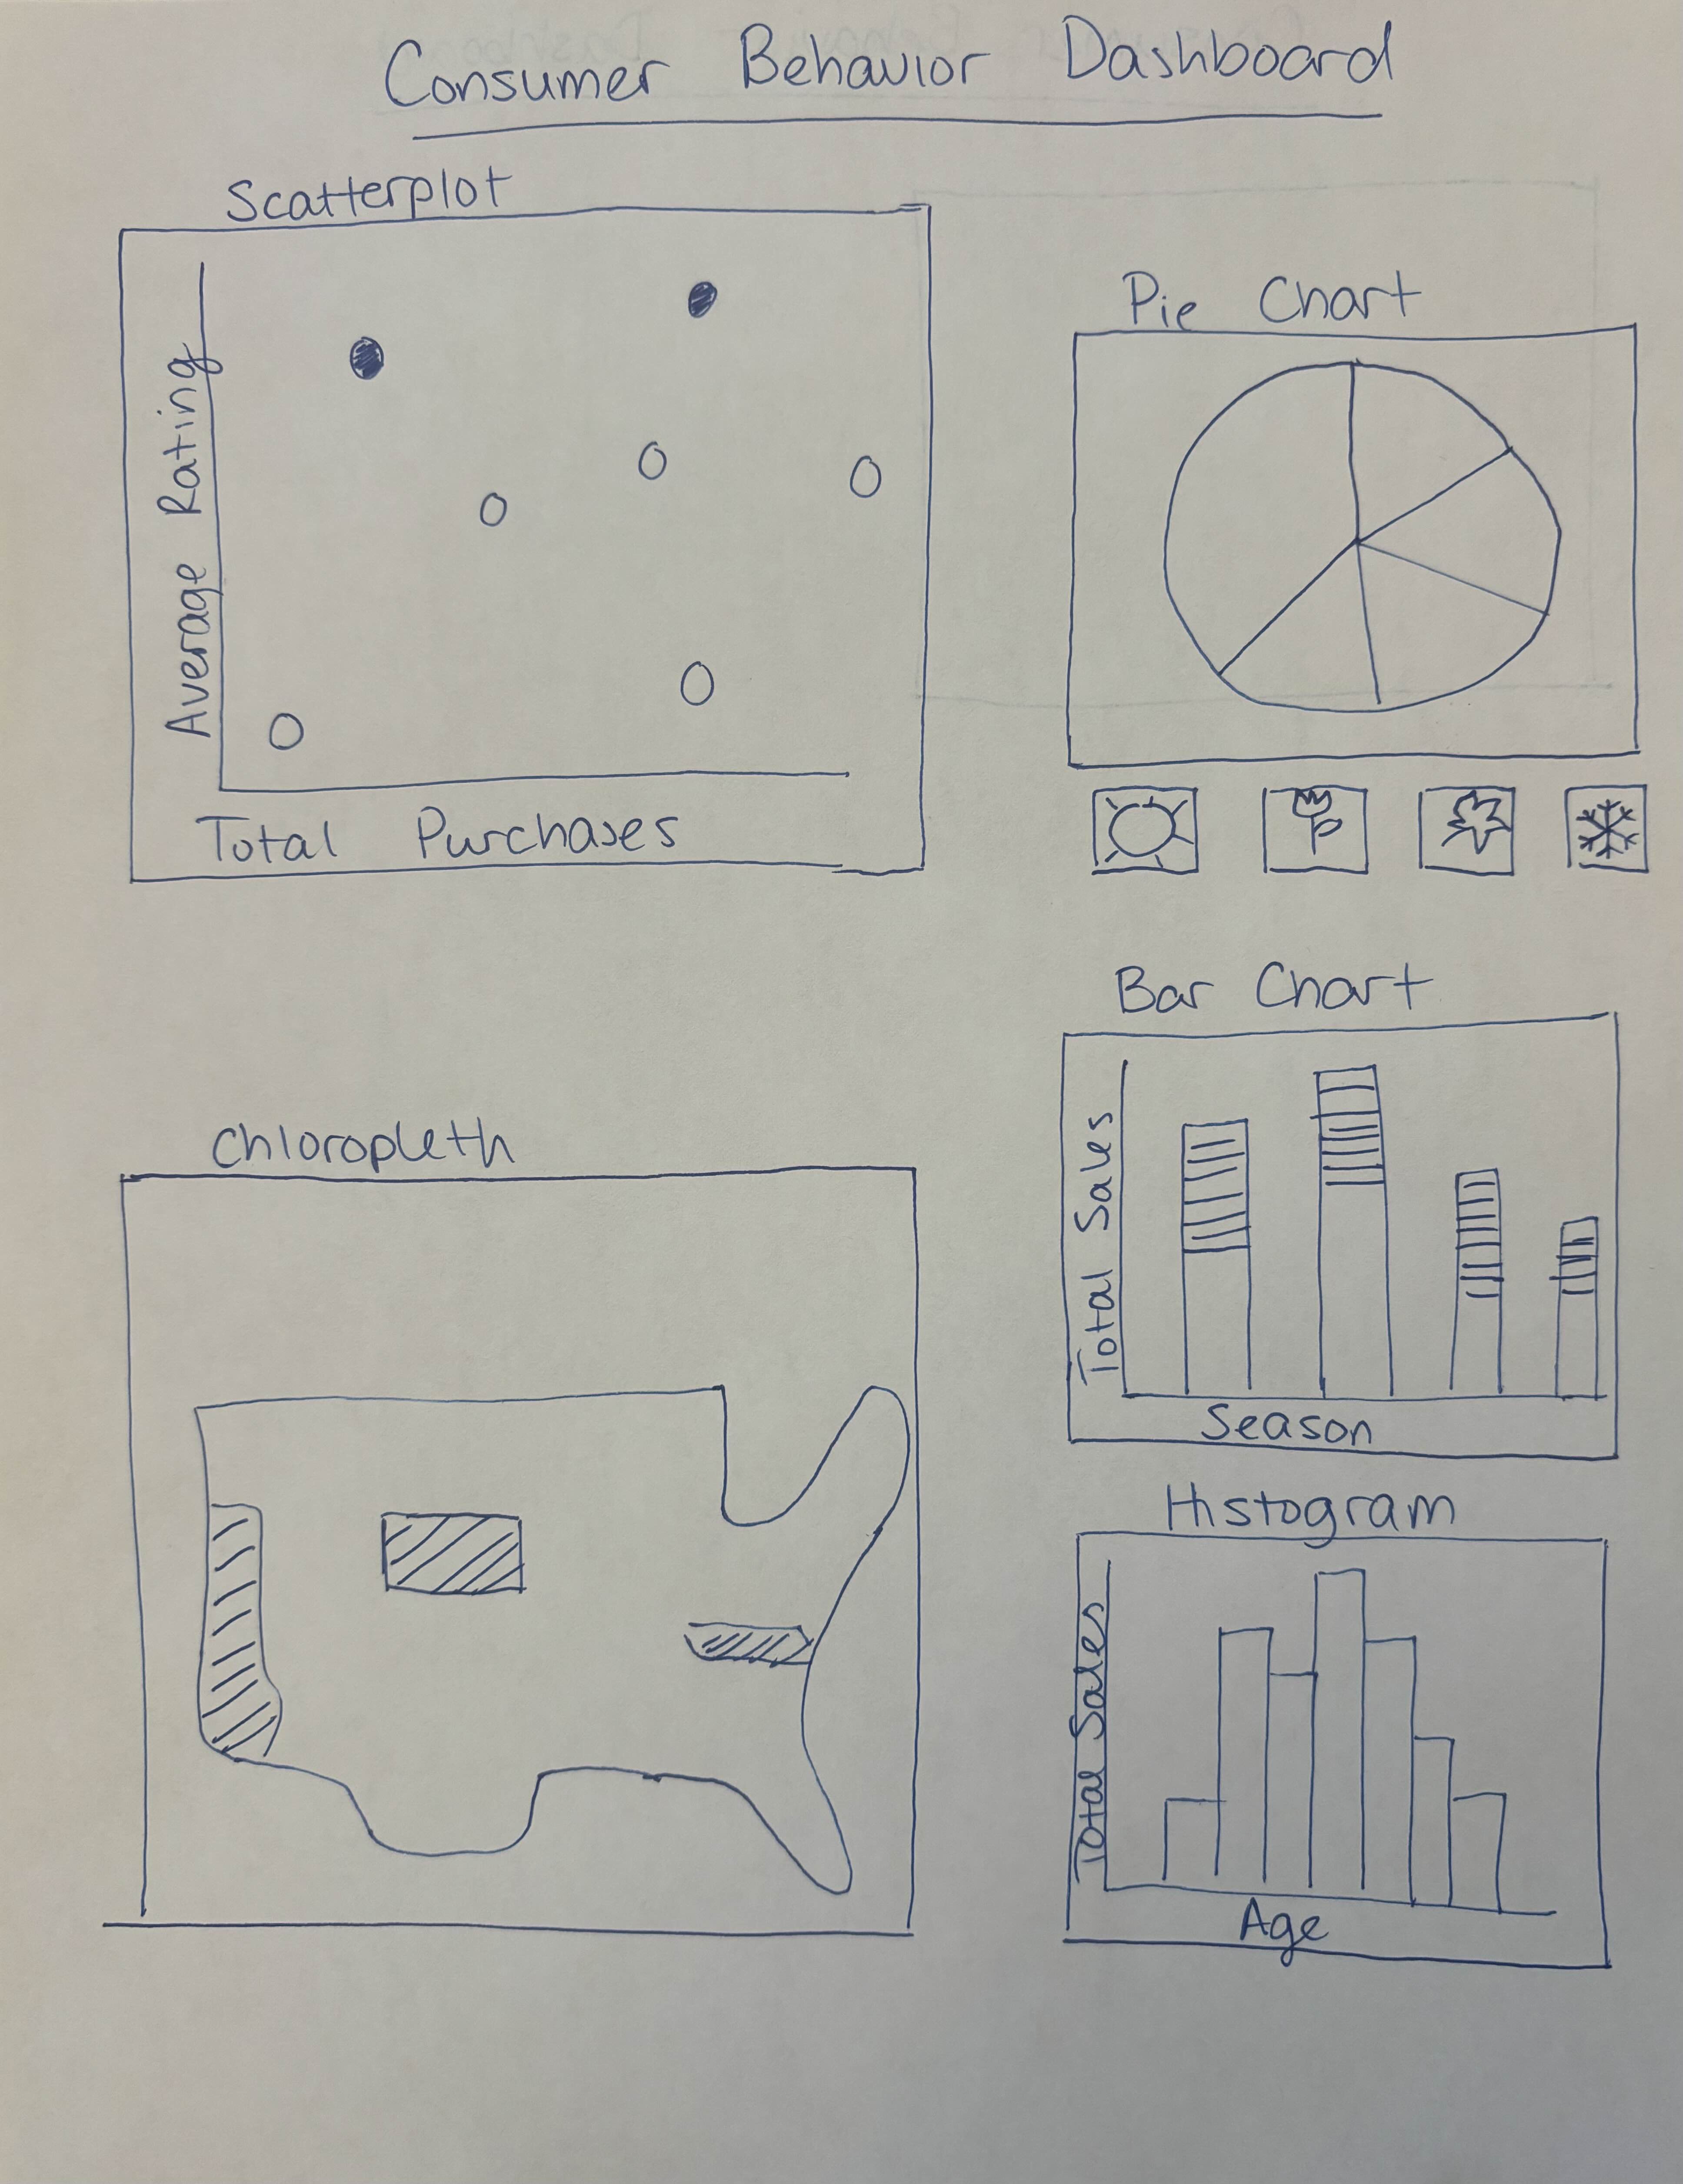 Consumer Behavior Dashboard
Scatterplot
Average Rating
Total Purchases
Pie Chart
Bar Chart
Total Sales
Season
Chloropleth
Histogram
Total Sales
Age